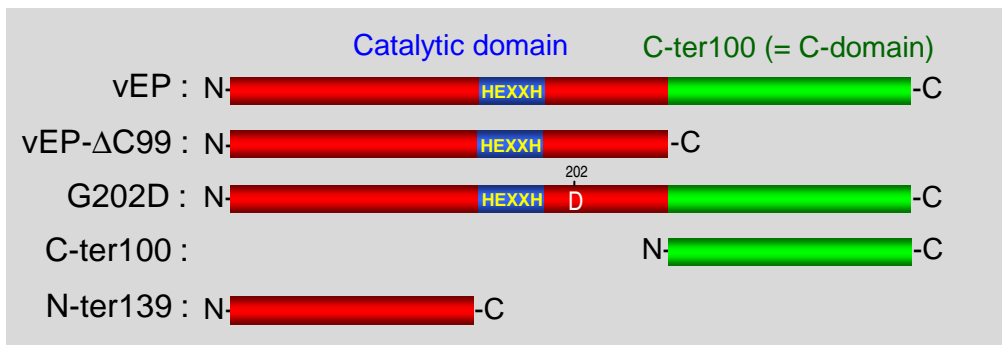 Catalytic domain C-ter100 (= C-domain)
vEP : N- HEXXH -C
vEP-ΔC99 : N- HEXXH -C
202
G202D : N- HEXXH D -C
C-ter100 : N- -C
N-ter139 : N- -C